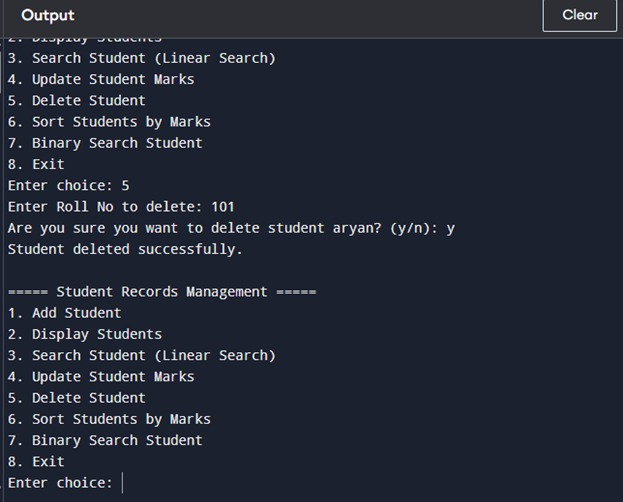 Output
Clear
2. Display Students
3. Search Student (Linear Search)
4. Update Student Marks
5. Delete Student
6. Sort Students by Marks
7. Binary Search Student
8. Exit
Enter choice: 5
Enter Roll No to delete: 101
Are you sure you want to delete student aryan? (y/n): y
Student deleted successfully.
===== Student Records Management =====
1. Add Student
2. Display Students
3. Search Student (Linear Search)
4. Update Student Marks
5. Delete Student
6. Sort Students by Marks
7. Binary Search Student
8. Exit
Enter choice: